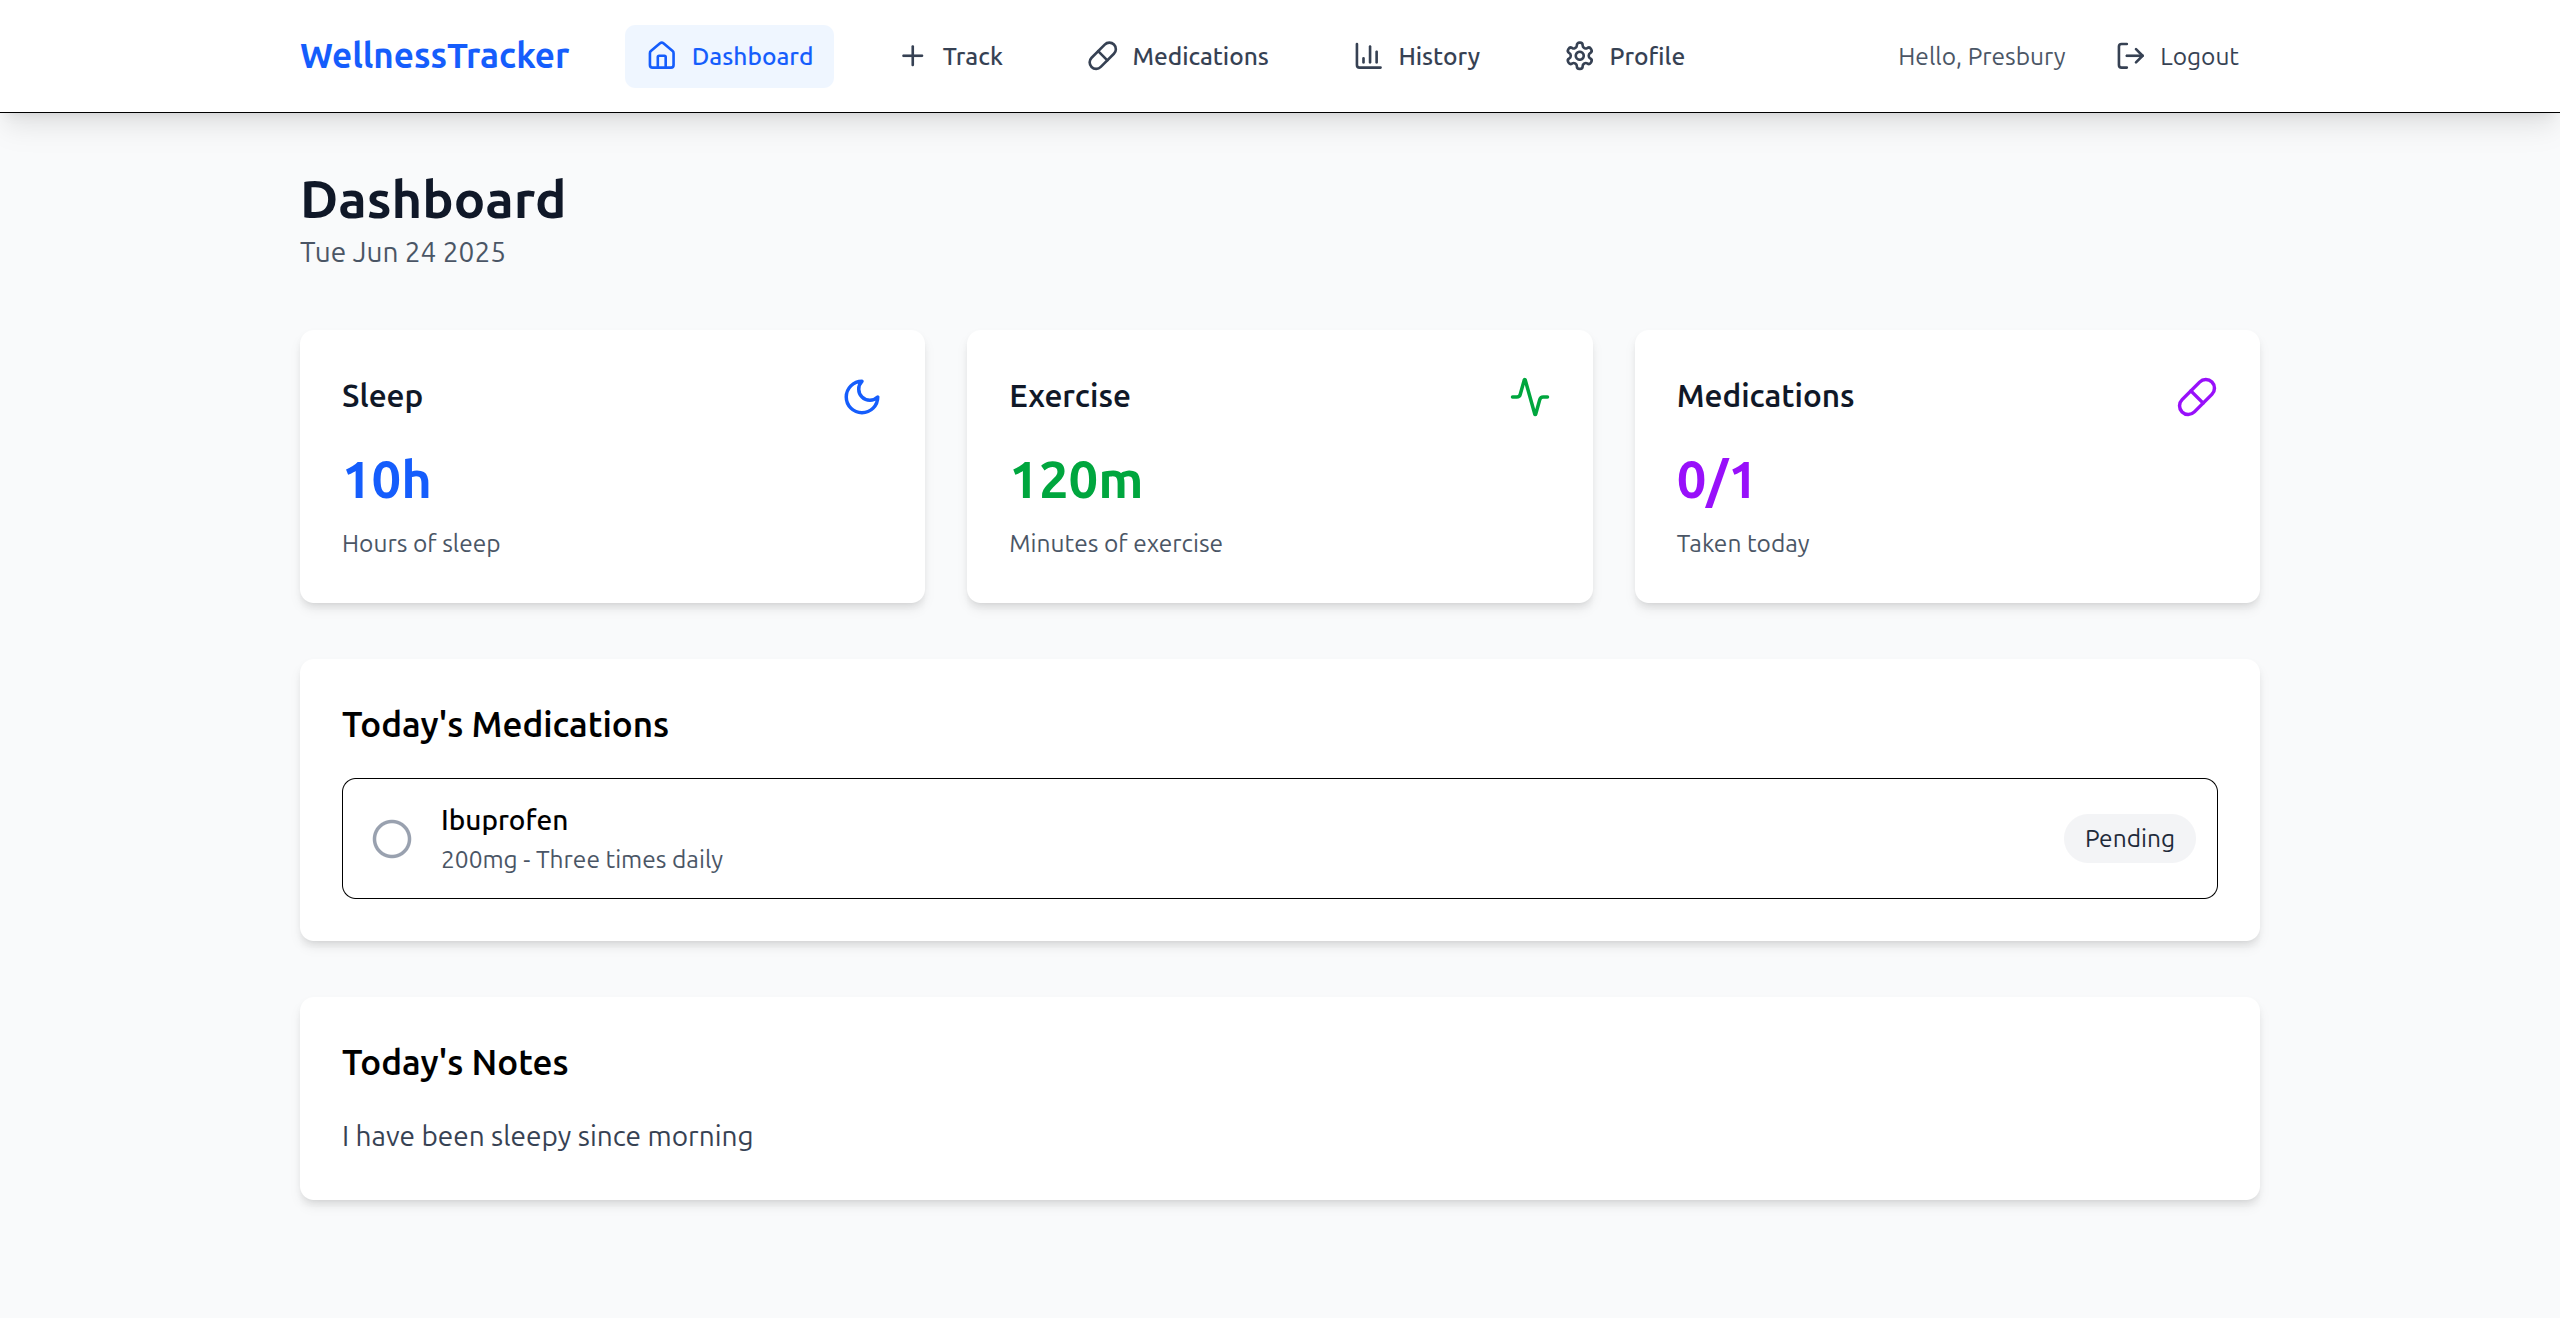 WellnessTracker Dashboard Track Medications History Profile Hello, Presbury Logout
Dashboard
Tue Jun 24 2025
Sleep
10h
Hours of sleep
Exercise
120m
Minutes of exercise
Medications
0/1
Taken today
Today's Medications
Ibuprofen
200mg - Three times daily
Pending
Today's Notes
I have been sleepy since morning